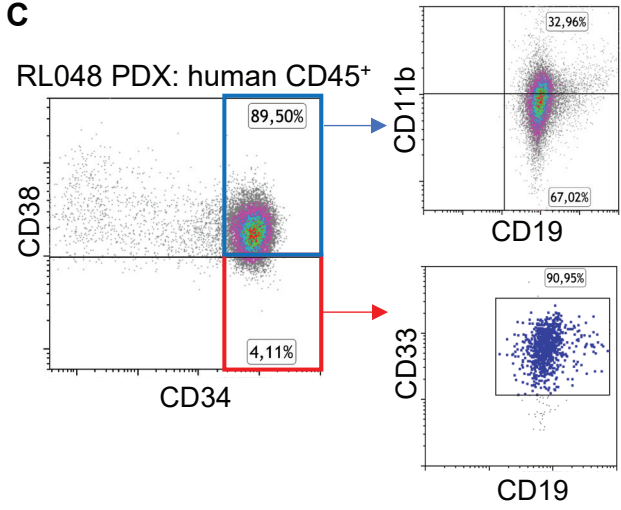 C
RL048 PDX: human CD45⁺
CD38
89,50%
4,11%
CD34
CD11b
32,96%
67,02%
CD19
CD33
90,95%
CD19